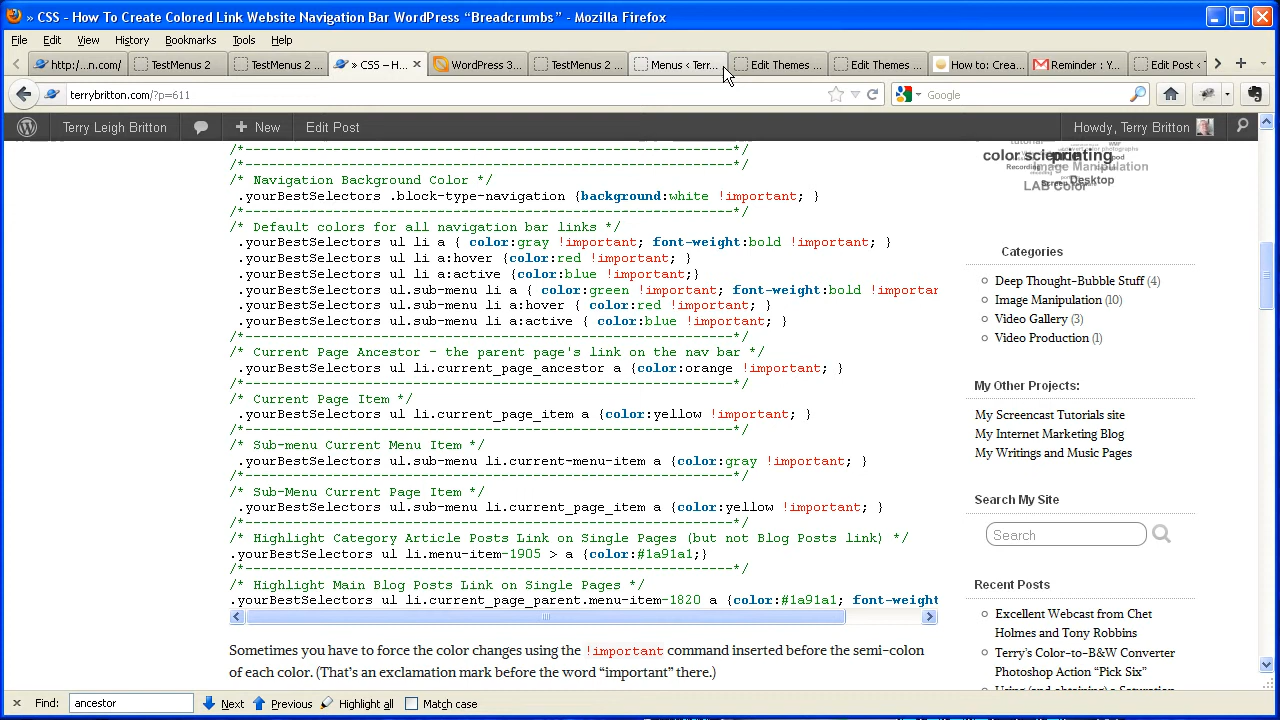 » CSS - How To Create Colored Link Website Navigation Bar WordPress “Breadcrumbs” - Mozilla Firefox
File Edit View History Bookmarks Tools Help
http:/...n.com/
TestMenus 2
TestMenus 2 ...
» CSS – H...
WordPress 3...
TestMenus 2 ...
Menus ‹ Terr...
Edit Themes ...
Edit Themes ...
How to: Crea...
Reminder : Y...
Edit Post ‹
terrybritton.com/?p=611
Google
Terry Leigh Britton
+ New
Edit Post
Howdy, Terry Britton
/*--------------------------------------------------------------*/
/*--------------------------------------------------------------*/
/* Navigation Background Color */
.yourBestSelectors .block-type-navigation {background:white !important; }
/*--------------------------------------------------------------*/
/* Default colors for all navigation bar links */
.yourBestSelectors ul li a { color:gray !important; font-weight:bold !important; }
.yourBestSelectors ul li a:hover {color:red !important; }
.yourBestSelectors ul li a:active {color:blue !important;}
.yourBestSelectors ul.sub-menu li a { color:green !important; font-weight:bold !importan
.yourBestSelectors ul.sub-menu li a:hover { color:red !important; }
.yourBestSelectors ul.sub-menu li a:active { color:blue !important; }
/*--------------------------------------------------------------*/
/* Current Page Ancestor - the parent page's link on the nav bar */
.yourBestSelectors ul li.current_page_ancestor a {color:orange !important; }
/*--------------------------------------------------------------*/
/* Current Page Item */
.yourBestSelectors ul li.current_page_item a {color:yellow !important; }
/*--------------------------------------------------------------*/
/* Sub-menu Current Menu Item */
.yourBestSelectors ul.sub-menu li.current-menu-item a {color:gray !important; }
/*--------------------------------------------------------------*/
/* Sub-Menu Current Page Item */
.yourBestSelectors ul.sub-menu li.current_page_item a {color:yellow !important; }
/*--------------------------------------------------------------*/
/* Highlight Category Article Posts Link on Single Pages (but not Blog Posts link) */
.yourBestSelectors ul li.menu-item-1905 > a {color:#1a91a1;}
/*--------------------------------------------------------------*/
/* Highlight Main Blog Posts Link on Single Pages */
.yourBestSelectors ul li.current_page_parent.menu-item-1820 a {color:#1a91a1; font-weight
Sometimes you have to force the color changes using the !important command inserted before the semi-colon
of each color. (That’s an exclamation mark before the word “important” there.)
color science printing
Image Manipulation
Recording
Desktop
LAB Color
Categories
Deep Thought-Bubble Stuff (4)
Image Manipulation (10)
Video Gallery (3)
Video Production (1)
My Other Projects:
My Screencast Tutorials site
My Internet Marketing Blog
My Writings and Music Pages
Search My Site
Search
Recent Posts
Excellent Webcast from Chet
Holmes and Tony Robbins
Terry’s Color-to-B&W Converter
Photoshop Action “Pick Six”
Using (and obtaining) a Saturation
Find: ancestor Next Previous Highlight all Match case